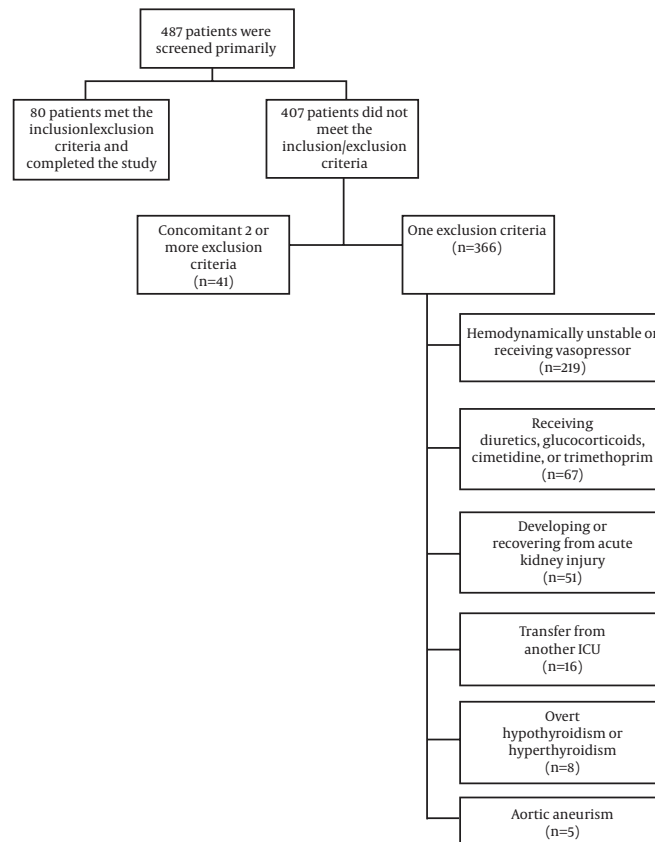 487 patients were
screened primarily
80 patients met the
inclusion\exclusion
criteria and
completed the study
407 patients did not
meet the
inclusion/exclusion
criteria
Concomitant 2 or
more exclusion
criteria
(n=41)
One exclusion criteria
(n=366)
Hemodynamically unstable or
receiving vasopressor
(n=219)
Receiving
diuretics, glucocorticoids,
cimetidine, or trimethoprim
(n=67)
Developing or
recovering from acute
kidney injury
(n=51)
Transfer from
another ICU
(n=16)
Overt
hypothyroidism or
hyperthyroidism
(n=8)
Aortic aneurism
(n=5)